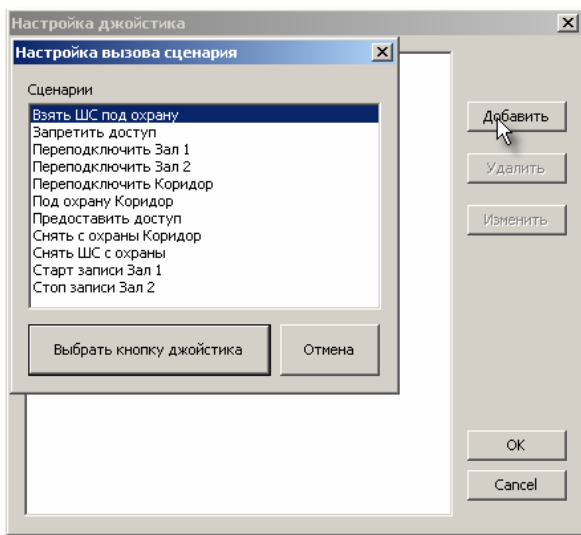 Настройка джойстика
Настройка вызова сценария
Сценарии
Взять ШС под охрану
Запретить доступ
Переподключить Зал 1
Переподключить Зал 2
Переподключить Коридор
Под охрану Коридор
Предоставить доступ
Снять с охраны Коридор
Снять ШС с охраны
Старт записи Зал 1
Стоп записи Зал 2
Выбрать кнопку джойстика
Отмена
Добавить
Удалить
Изменить
OK
Cancel